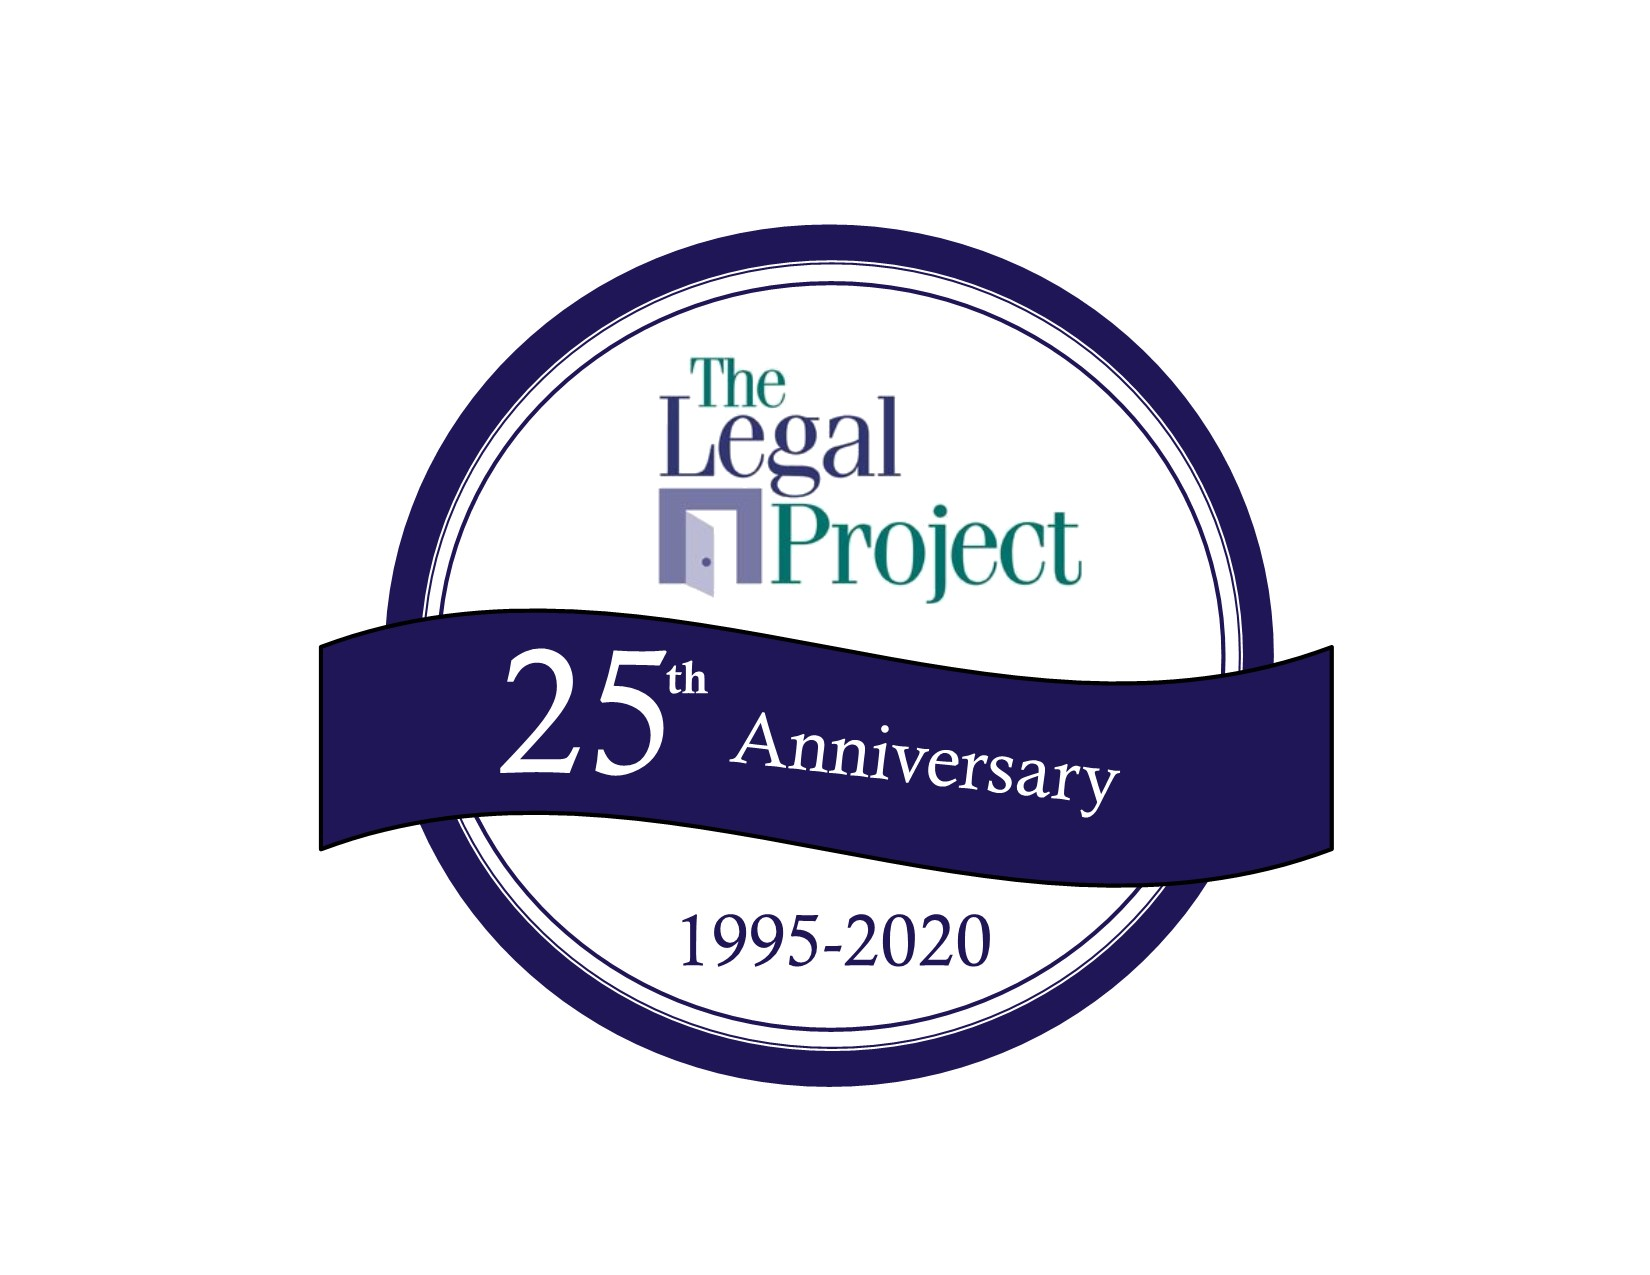 The
Legal
Project
25th Anniversary
1995-2020